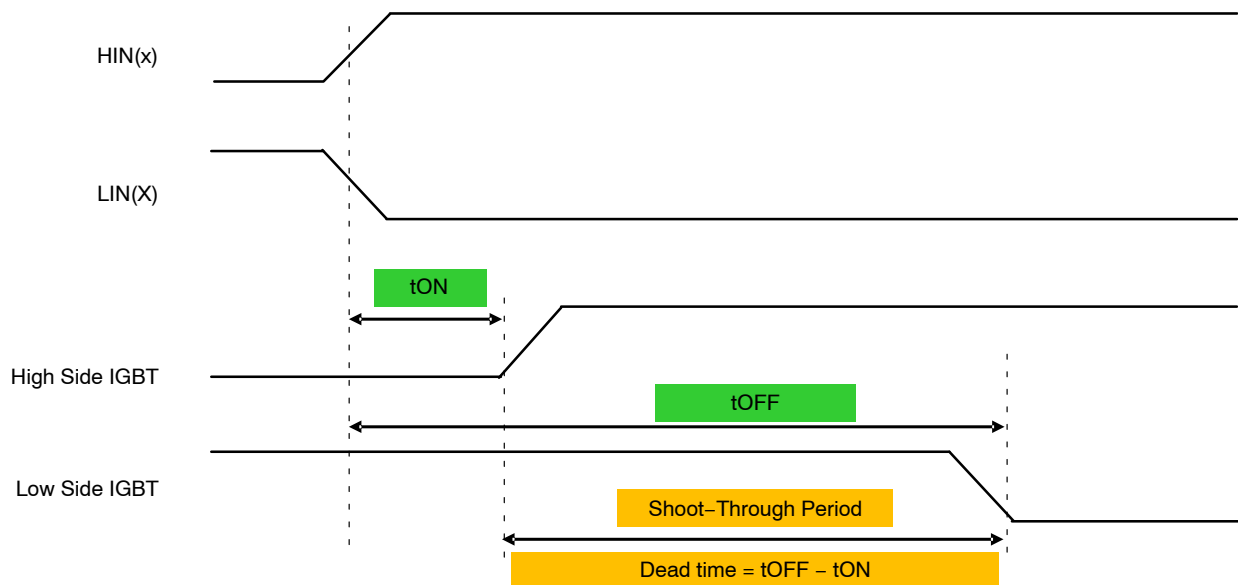 HIN(x)
LIN(X)
tON
High Side IGBT
tOFF
Low Side IGBT
Shoot−Through Period
Dead time = tOFF − tON